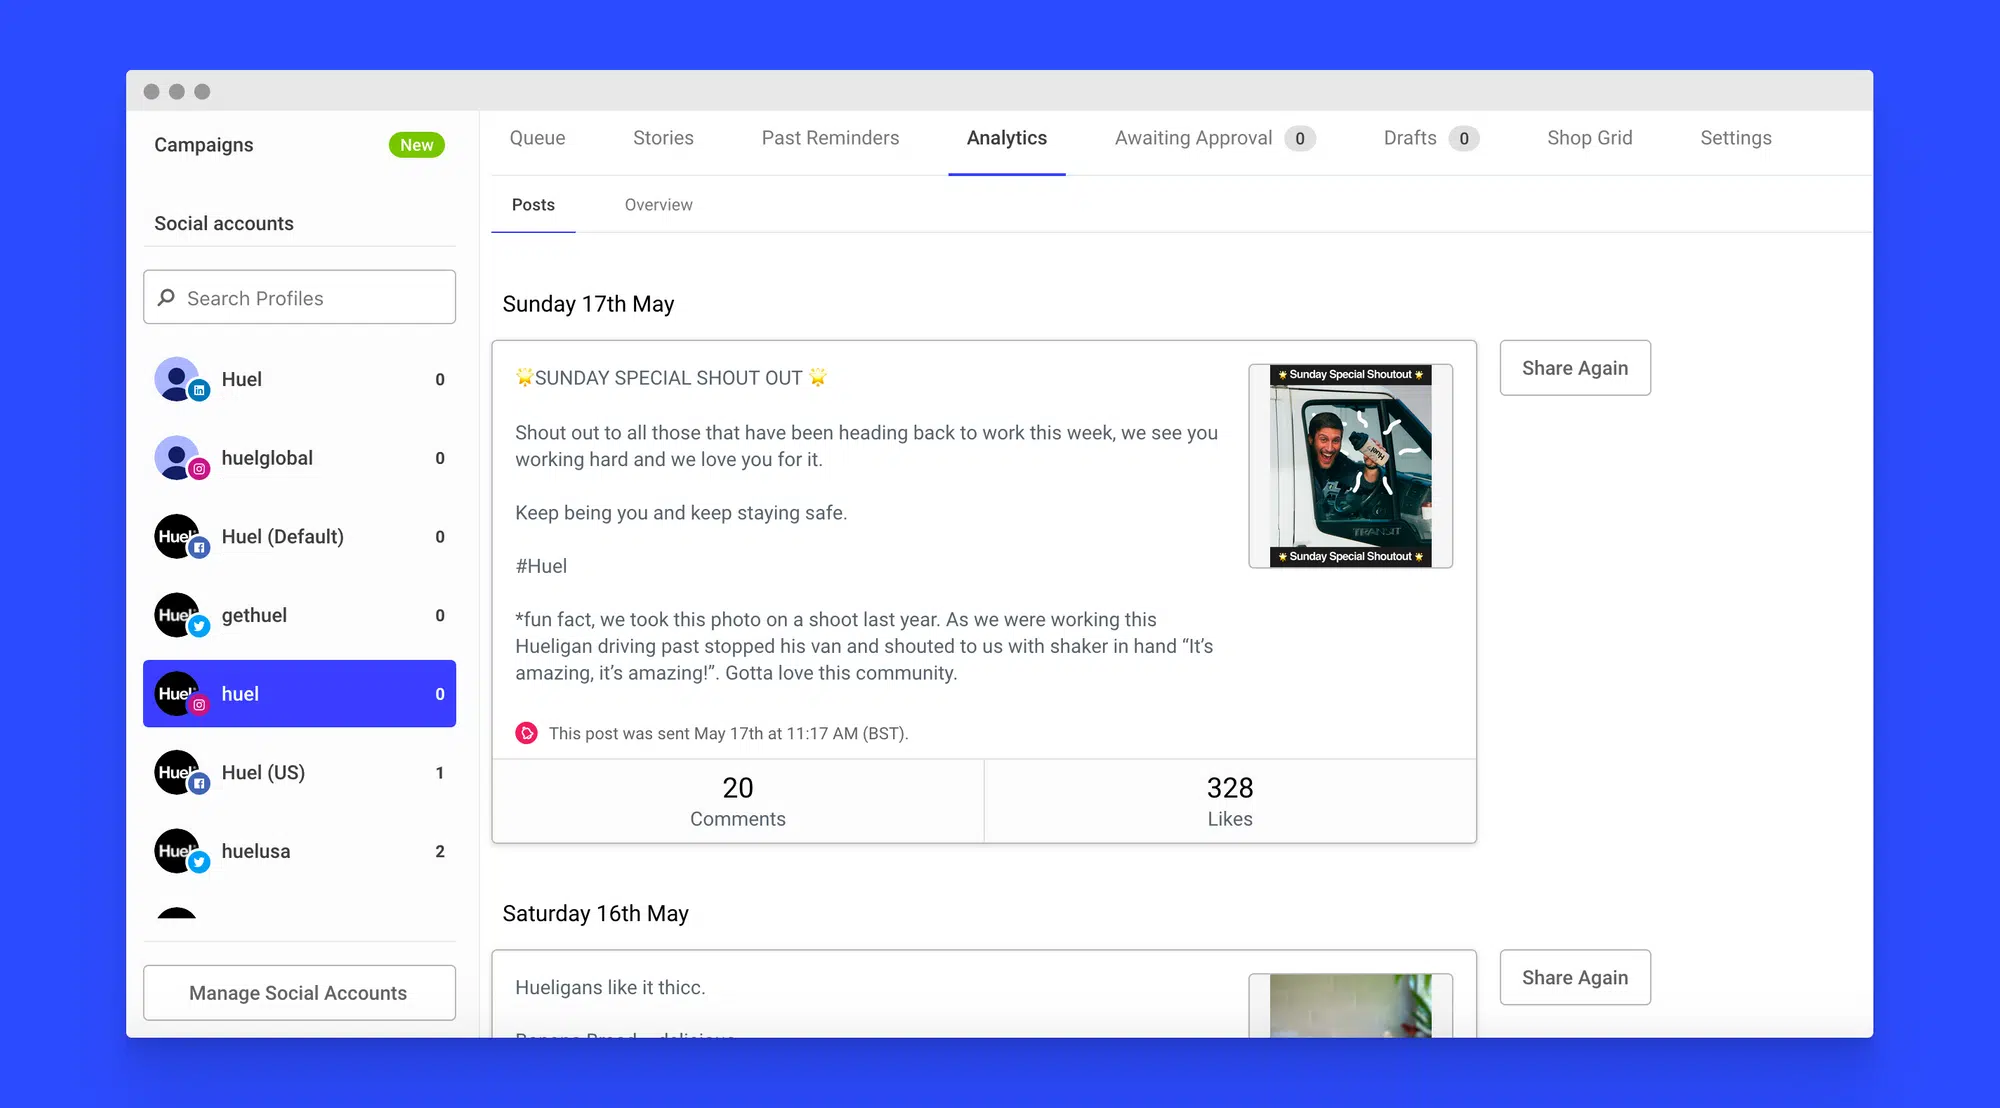 Campaigns
New
Social accounts
Search Profiles
Huel
0
huelglobal
0
Huel
Huel (Default)
0
Huel
gethuel
0
Huel
huel
0
Huel
Huel (US)
1
Huel
huelusa
2
Manage Social Accounts
Queue
Stories
Past Reminders
Analytics
Awaiting Approval
0
Drafts
0
Shop Grid
Settings
Posts
Overview
Sunday 17th May
🌟SUNDAY SPECIAL SHOUT OUT 🌟
Shout out to all those that have been heading back to work this week, we see you
working hard and we love you for it.
Keep being you and keep staying safe.
#Huel
*fun fact, we took this photo on a shoot last year. As we were working this
Hueligan driving past stopped his van and shouted to us with shaker in hand “It’s
amazing, it’s amazing!”. Gotta love this community.
This post was sent May 17th at 11:17 AM (BST).
🌟 Sunday Special Shoutout 🌟
Huel
TRANSIT
🌟 Sunday Special Shoutout 🌟
20
Comments
328
Likes
Share Again
Saturday 16th May
Hueligans like it thicc.
Share Again